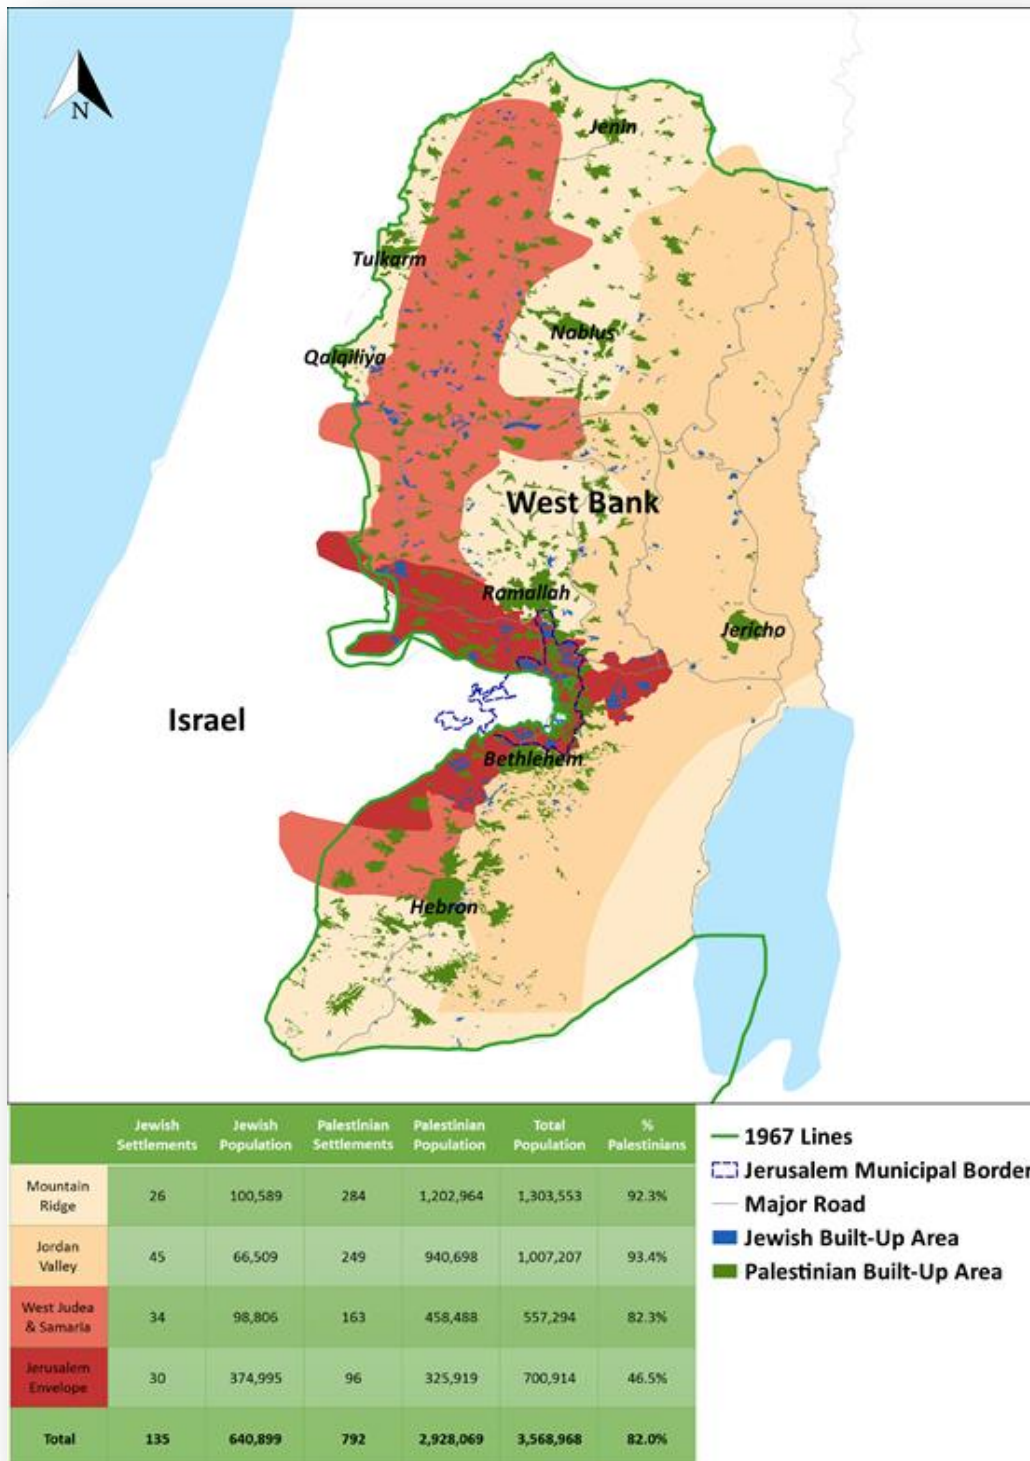 N
Jenin
Tulkarm
Nablus
Qalqiliya
West Bank
Ramallah
Jericho
Israel
Bethlehem
Hebron
Jewish Settlements
Jewish Population
Palestinian Settlements
Palestinian Population
Total Population
% Palestinians
Mountain Ridge 26 100,589 284 1,202,964 1,303,553 92.3%
Jordan Valley 45 66,509 249 940,698 1,007,207 93.4%
West Judea & Samaria 34 98,806 163 458,488 557,294 82.3%
Jerusalem Envelope 30 374,995 96 325,919 700,914 46.5%
Total 135 640,899 792 2,928,069 3,568,968 82.0%
1967 Lines
Jerusalem Municipal Border
Major Road
Jewish Built-Up Area
Palestinian Built-Up Area